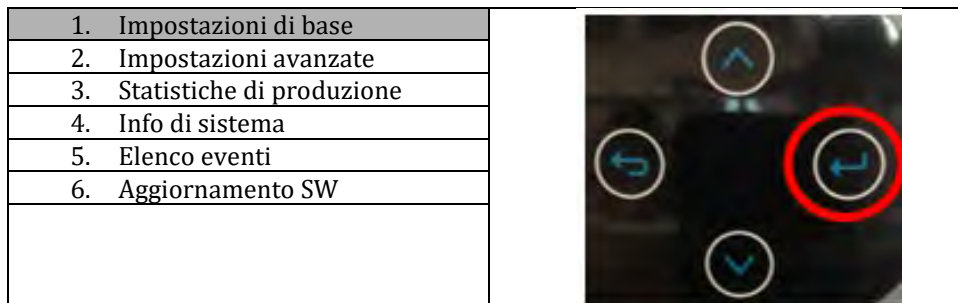 1. Impostazioni di base
2. Impostazioni avanzate
3. Statistiche di produzione
4. Info di sistema
5. Elenco eventi
6. Aggiornamento SW